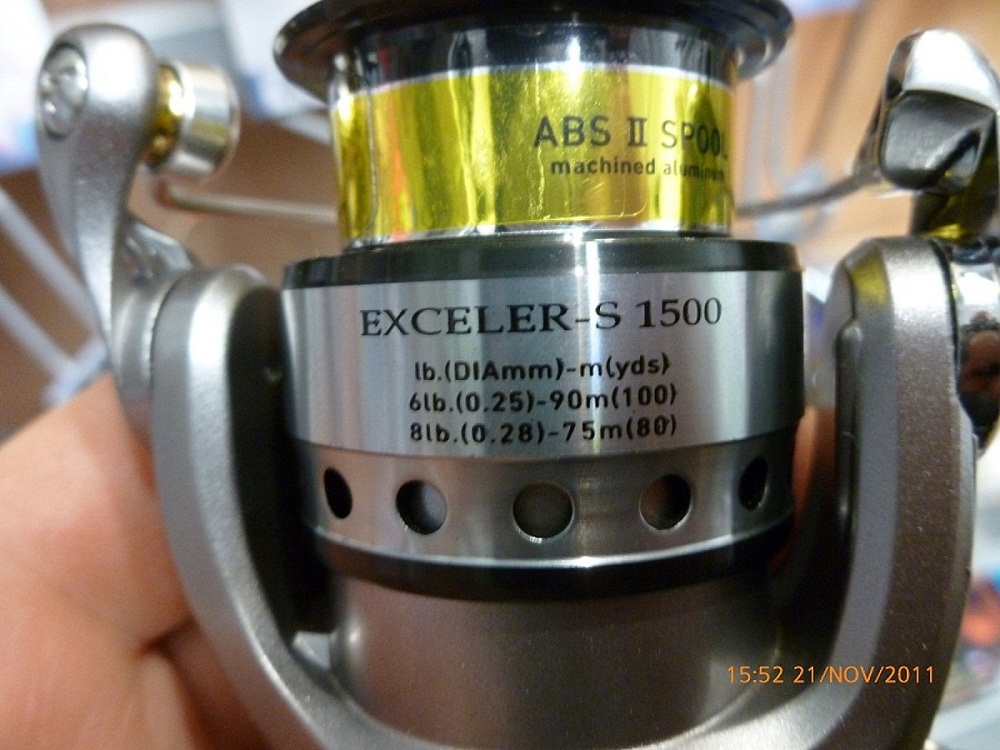 ABS II SPOOL
machined aluminum
EXCELER-S 1500
lb.(DIAmm)-m(yds)
6lb.(0.25)-90m(100)
8lb.(0.28)-75m(80)
15:52 21/NOV/2011